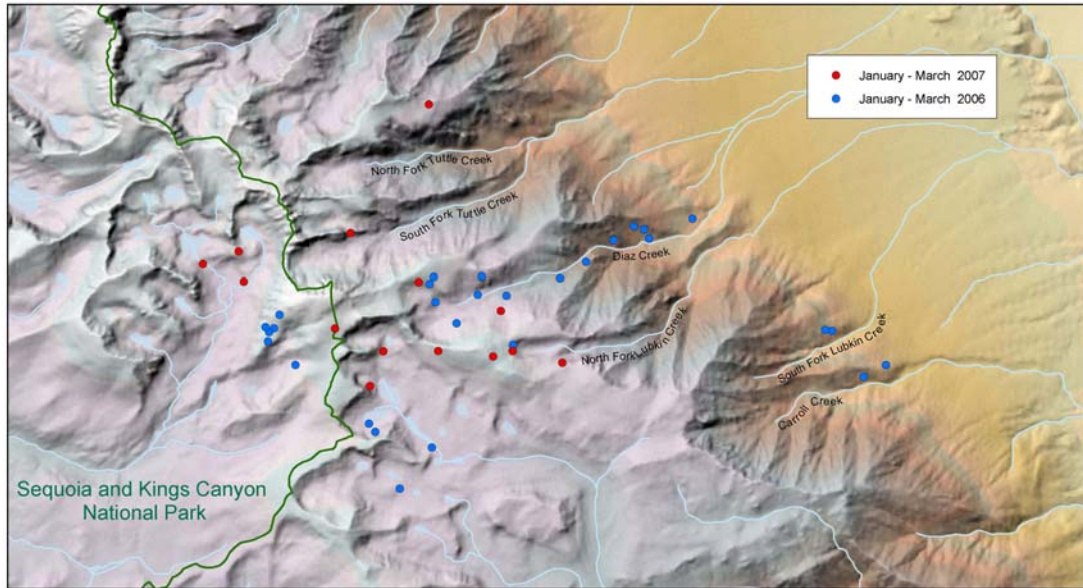 January - March 2007
January - March 2006
North Fork Tuttle Creek
South Fork Tuttle Creek
Diaz Creek
North Fork Lubkin Creek
South Fork Lubkin Creek
Carroll Creek
Sequoia and Kings Canyon
National Park